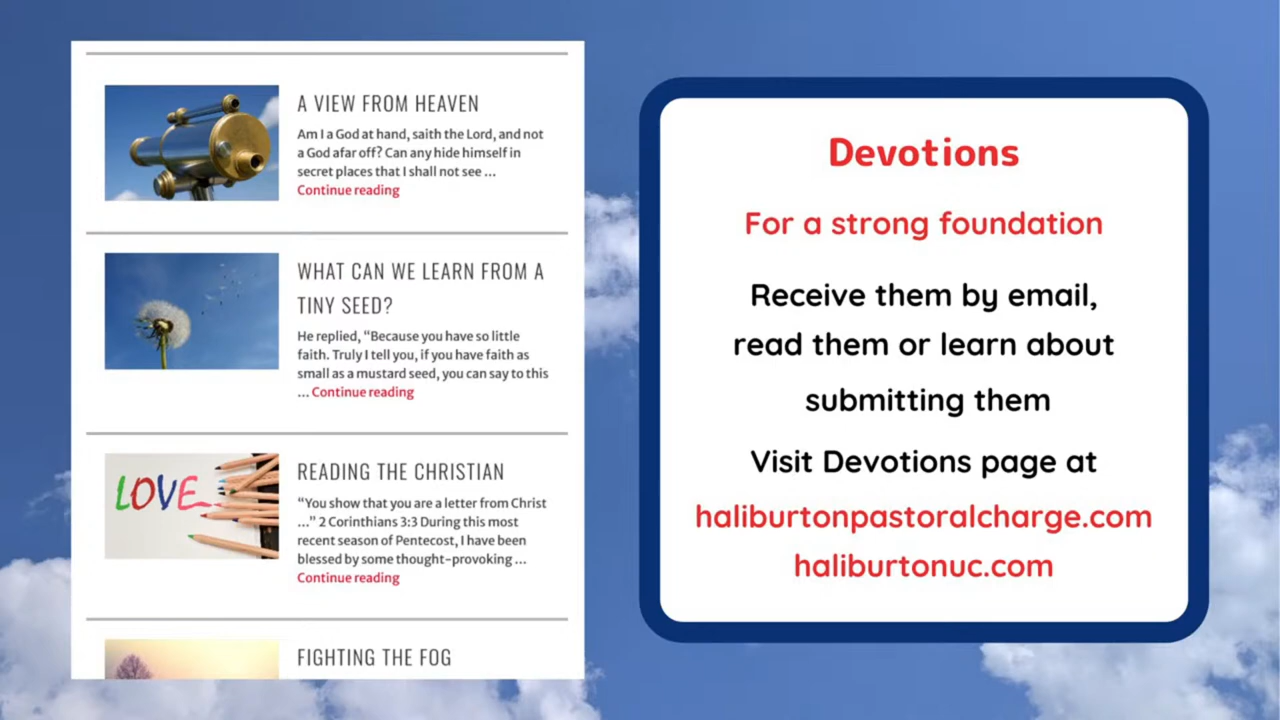 A VIEW FROM HEAVEN
Am I a God at hand, saith the Lord, and not
a God afar off? Can any hide himself in
secret places that I shall not see ...
Continue reading
WHAT CAN WE LEARN FROM A
TINY SEED?
He replied, “Because you have so little
faith. Truly I tell you, if you have faith as
small as a mustard seed, you can say to this
... Continue reading
LOVE
READING THE CHRISTIAN
“You show that you are a letter from Christ
...” 2 Corinthians 3:3 During this most
recent season of Pentecost, I have been
blessed by some thought-provoking ...
Continue reading
FIGHTING THE FOG
Devotions
For a strong foundation
Receive them by email,
read them or learn about
submitting them
Visit Devotions page at
haliburtonpastoralcharge.com
haliburtonuc.com